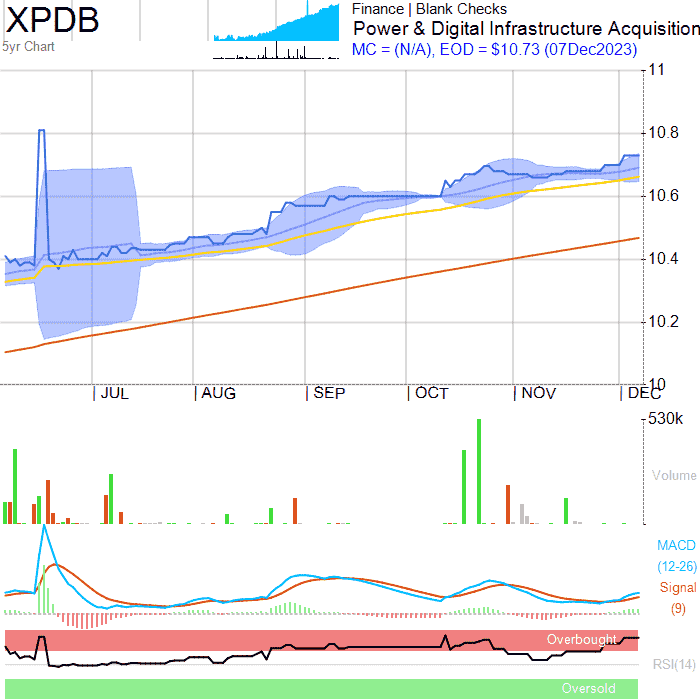 XPDB
5yr Chart
Finance | Blank Checks
Power & Digital Infrastructure Acquisition
MC = (N/A), EOD = $10.73 (07Dec2023)
11
10.8
10.6
10.4
10.2
10
JUL AUG SEP OCT NOV DEC
530k
Volume
MACD
(12-26)
Signal
(9)
Overbought
RSI(14)
Oversold